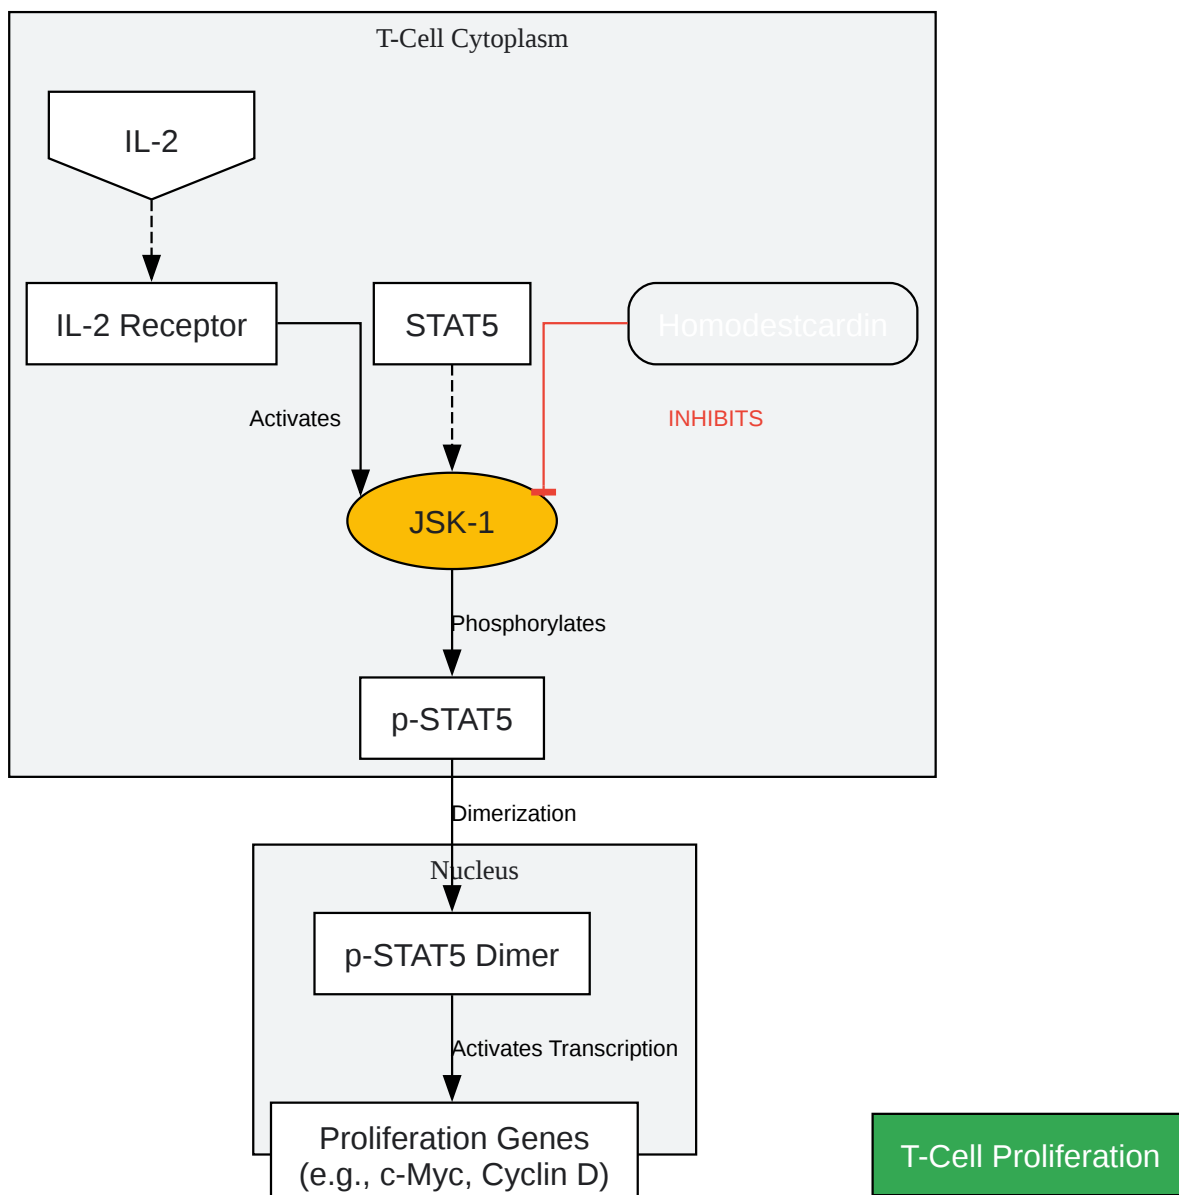 T-Cell Cytoplasm
IL-2
IL-2 Receptor
STAT5
Homodestcardin
Activates
INHIBITS
JSK-1
Phosphorylates
p-STAT5
Dimerization
Nucleus
p-STAT5 Dimer
Activates Transcription
Proliferation Genes
(e.g., c-Myc, Cyclin D)
T-Cell Proliferation